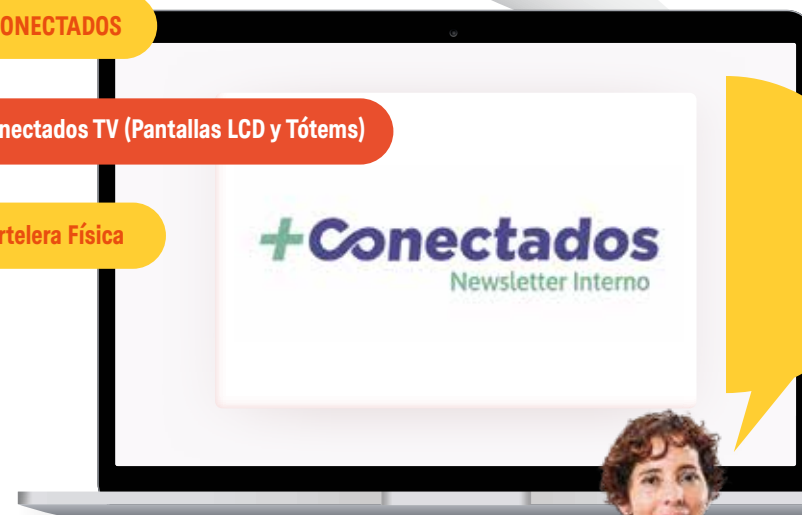 ONECTADOS
nectados TV (Pantallas LCD y Tótems)
rtelera Física
+Conectados
Newsletter Interno